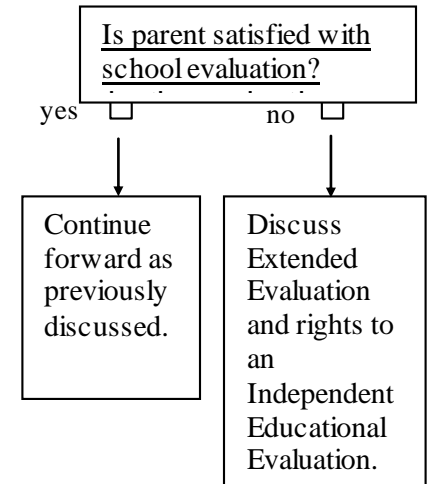 Is parent satisfied with
school evaluation?
yes
no
Continue
forward as
previously
discussed.
Discuss
Extended
Evaluation
and rights to
an
Independent
Educational
Evaluation.